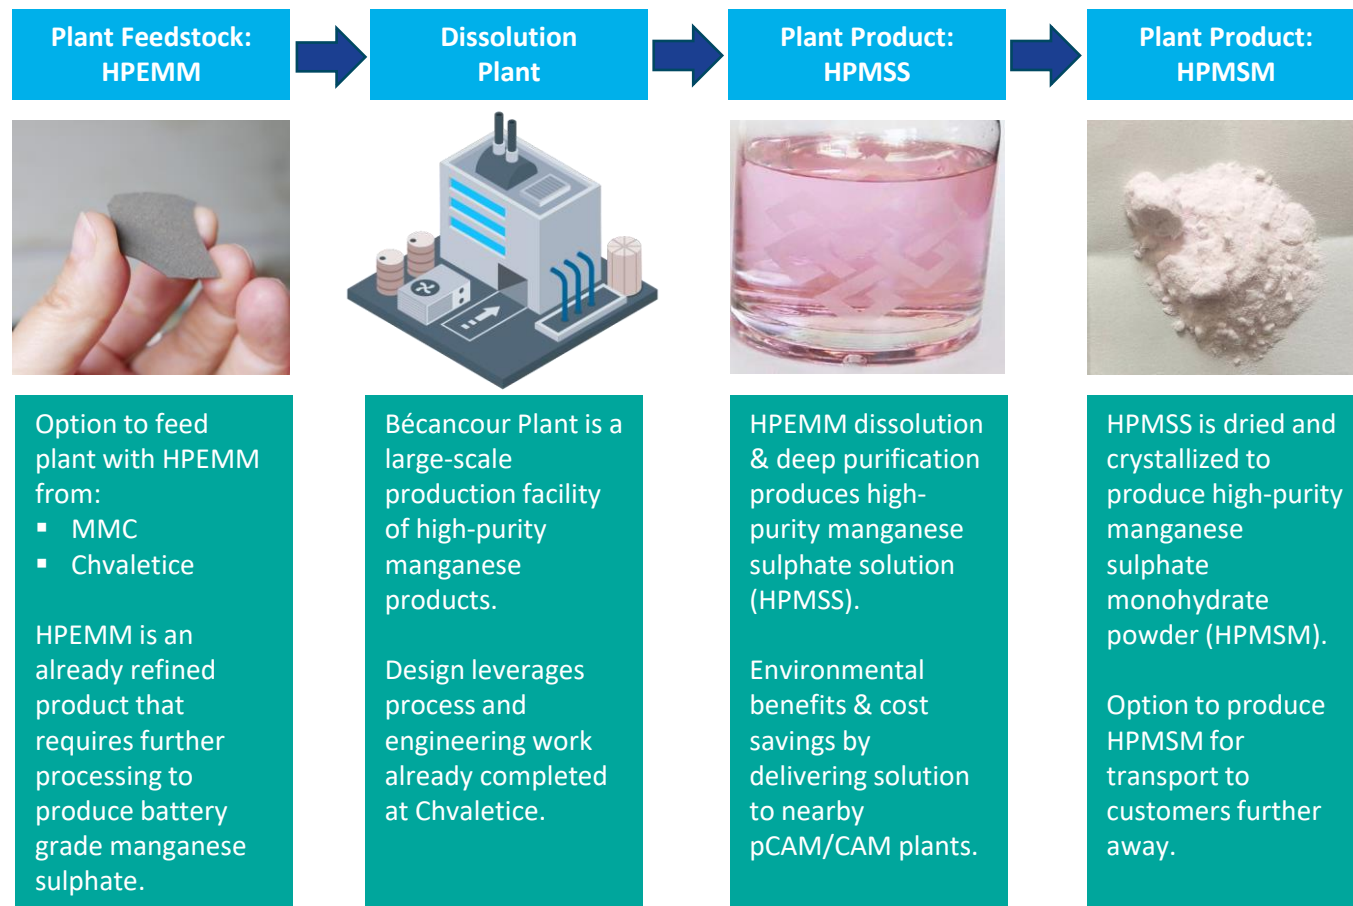 Plant Feedstock:
HPEMM
Dissolution
Plant
Plant Product:
HPMSS
Plant Product:
HPMSM
Option to feed
plant with HPEMM
from:
▪ MMC
▪ Chvaletice
HPEMM is an
already refined
product that
requires further
processing to
produce battery
grade manganese
sulphate.
Bécancour Plant is a
large-scale
production facility
of high-purity
manganese
products.
Design leverages
process and
engineering work
already completed
at Chvaletice.
HPEMM dissolution
& deep purification
produces high-
purity manganese
sulphate solution
(HPMSS).
Environmental
benefits & cost
savings by
delivering solution
to nearby
pCAM/CAM plants.
HPMSS is dried and
crystallized to
produce high-purity
manganese
sulphate
monohydrate
powder (HPMSM).
Option to produce
HPMSM for
transport to
customers further
away.